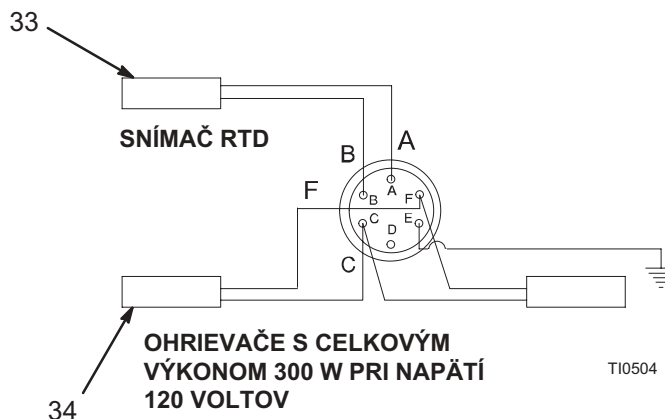 33
SNÍMAČ RTD
B
A
F
A
B
F
C
E
D
C
OHRIEVAČE S CELKOVÝM
VÝKONOM 300 W PRI NAPÄTÍ
120 VOLTOV
TI0504
34